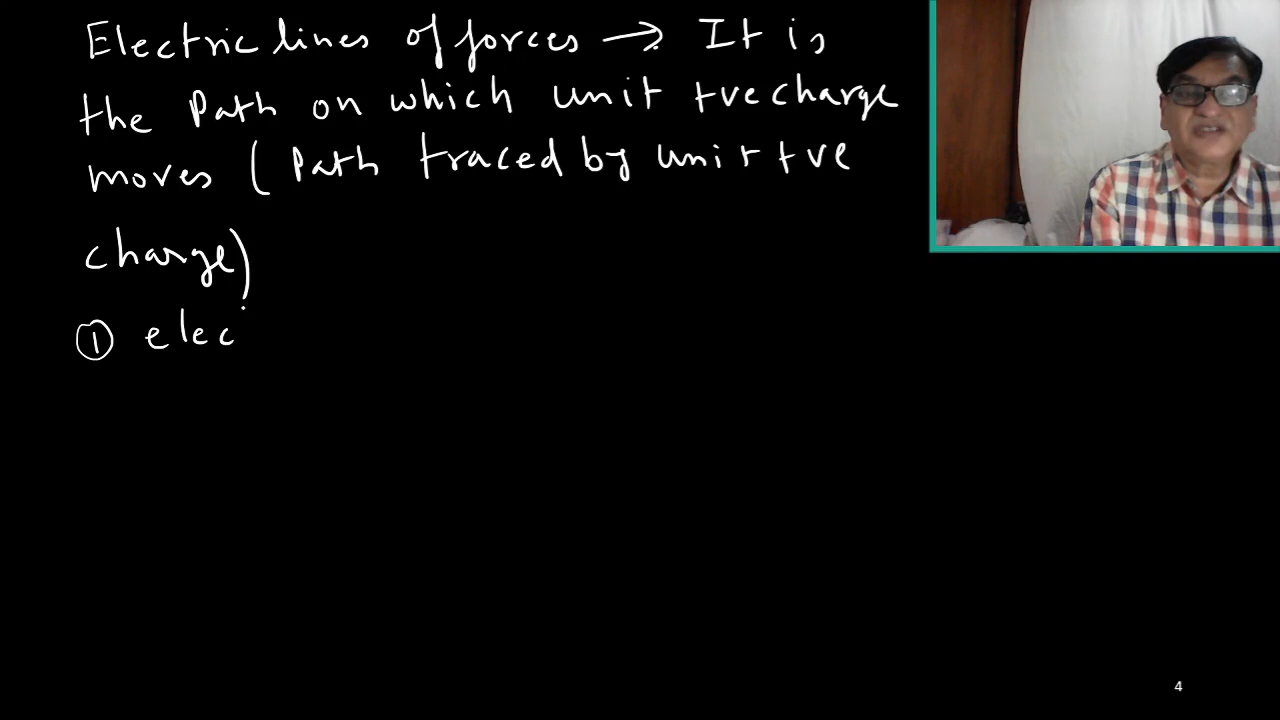 Electric lines of forces → It is
the Path on which unit +ve charge
moves (Path traced by unit +ve
charge)
① elec
4